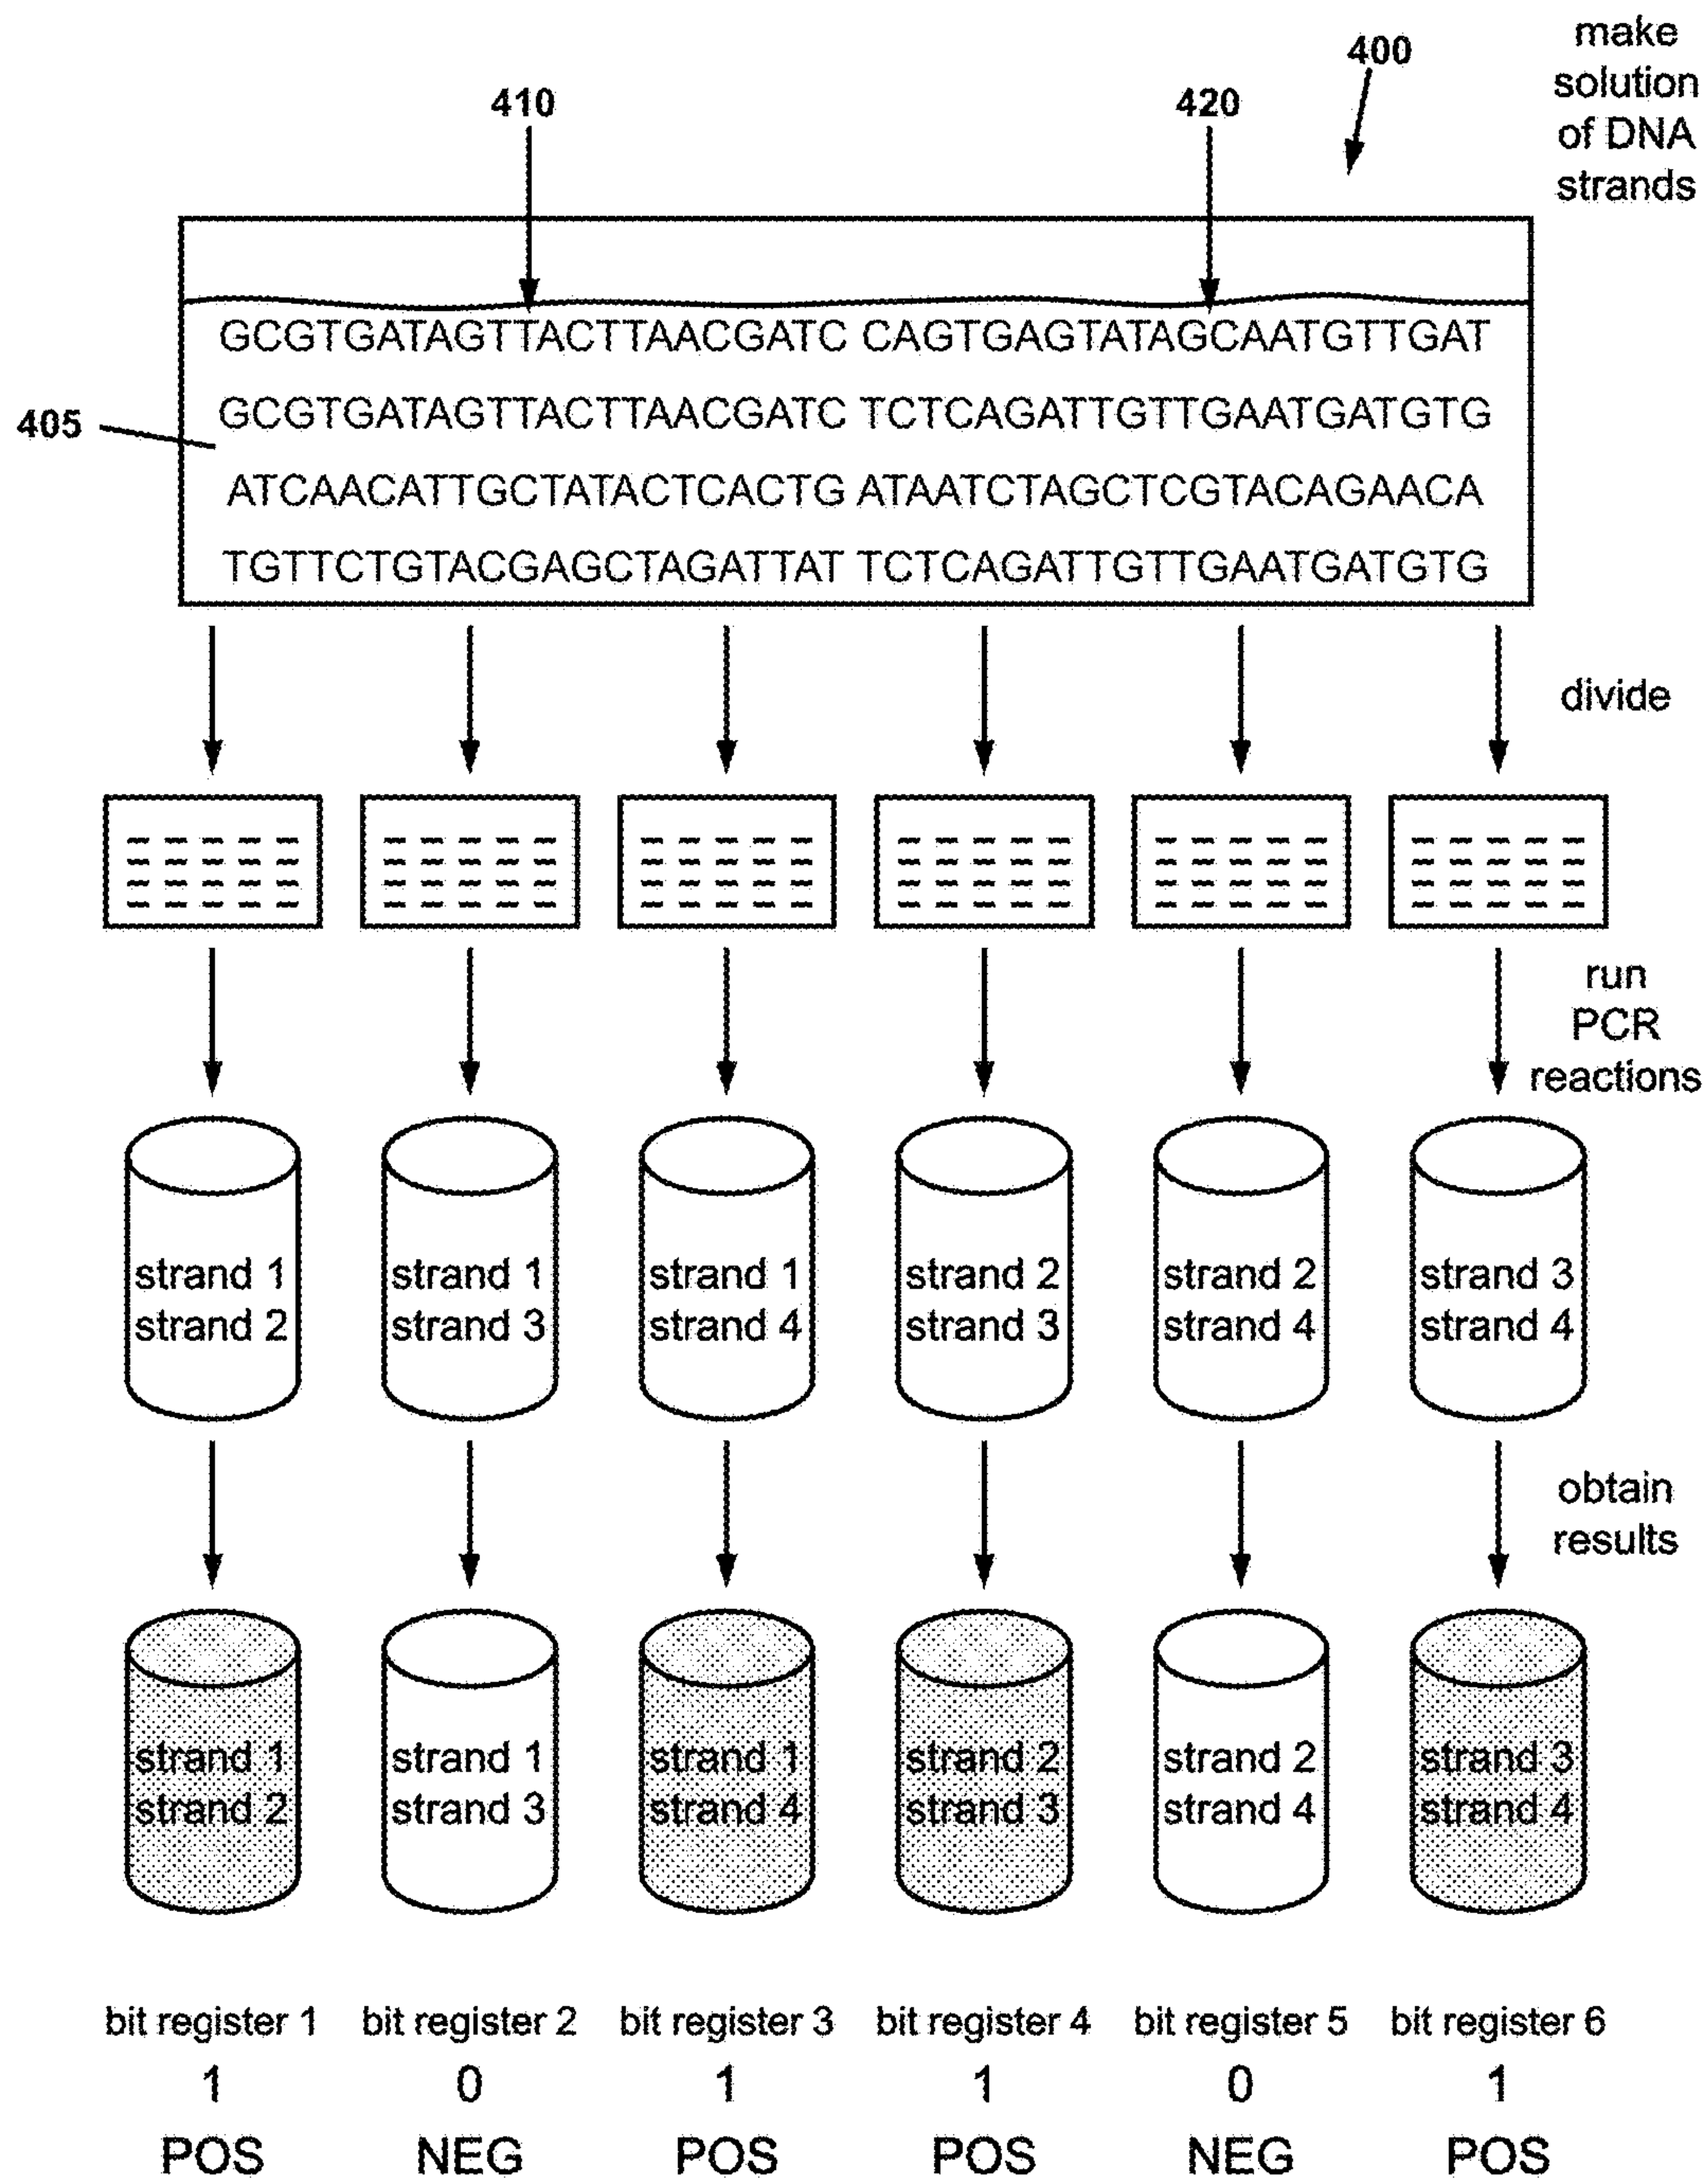 make
400
solution
410
420
of DNA
strands
GCGTGATAGTTACTTAACGATC CAGTGAGTATAGCAATGTTGAT
GCGTGATAGTTACTTAACGATC TCTCAGATTGTTGAATGATGTG
405
ATCAACATTGCTATACTCACTG ATAATCTAGCTCGTACAGAACA
TGTTCTGTACGAGCTAGATTAT TCTCAGATTGTTGAATGATGTG
divide
run
PCR
reactions
strand 1 strand 1 strand 1 strand 2 strand 2 strand 3
strand 2 strand 3 strand 4 strand 3 strand 4 strand 4
obtain
results
strand 1 strand 1 strand 1 strand 2 strand 2 strand 3
strand 2 strand 3 strand 4 strand 3 strand 4 strand 4
bit register 1 bit register 2 bit register 3 bit register 4 bit register 5 bit register 6
1 0 1 1 0 1
POS NEG POS POS NEG POS